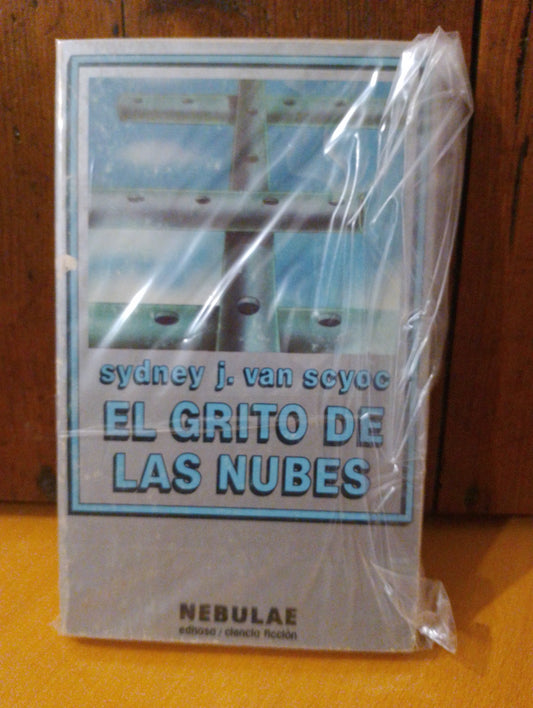 sydney j. van scyoc
EL GRITO DE
LAS NUBES
NEBULAE
edhasa / ciencia ficción